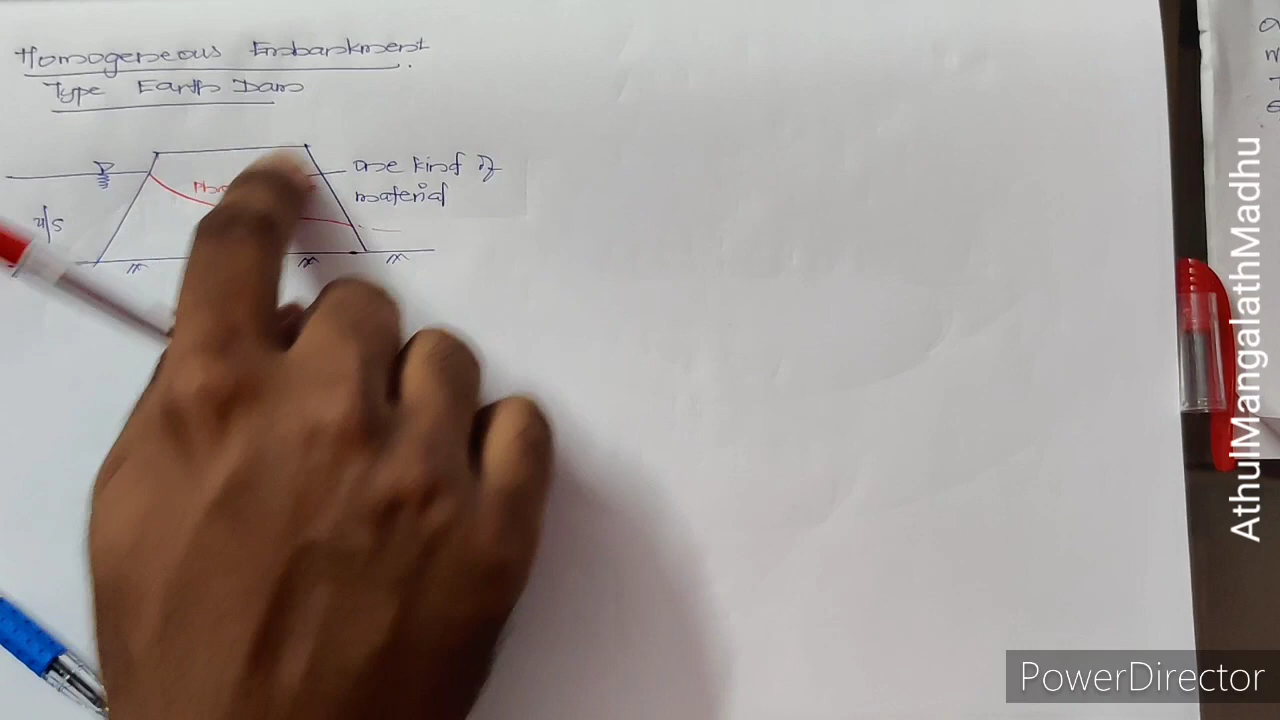 Homogeneous Embankment
Type Earth Dam
one kind of
material
u/s
AthulMangalathMadhu
PowerDirector